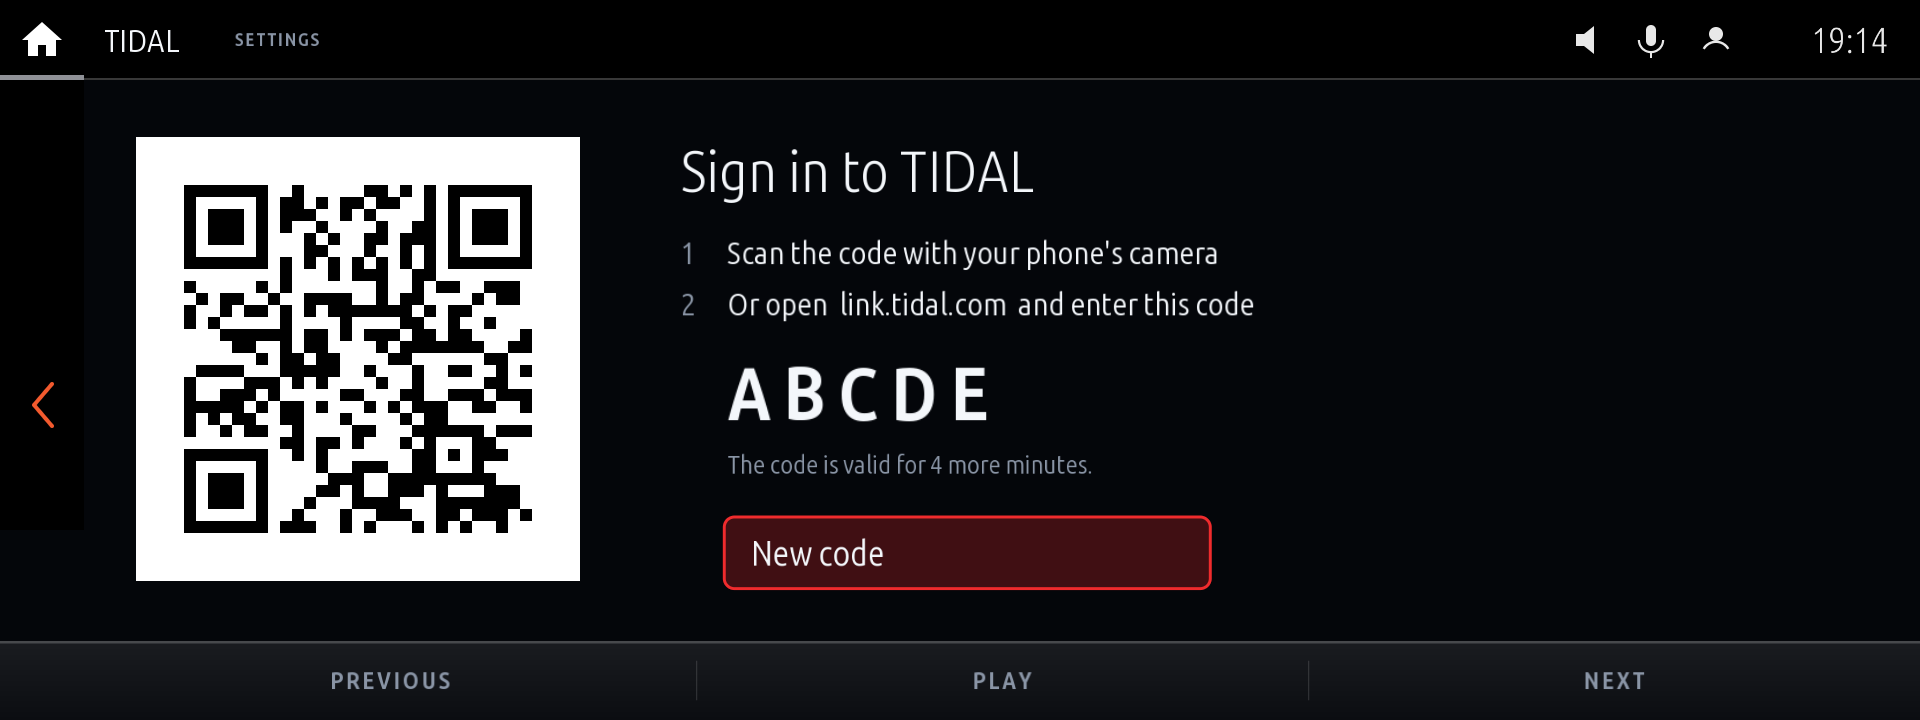 TIDAL SETTINGS 19:14
Sign in to TIDAL
1 Scan the code with your phone's camera
2 Or open link.tidal.com and enter this code
ABCDE
The code is valid for 4 more minutes.
New code
PREVIOUS PLAY NEXT